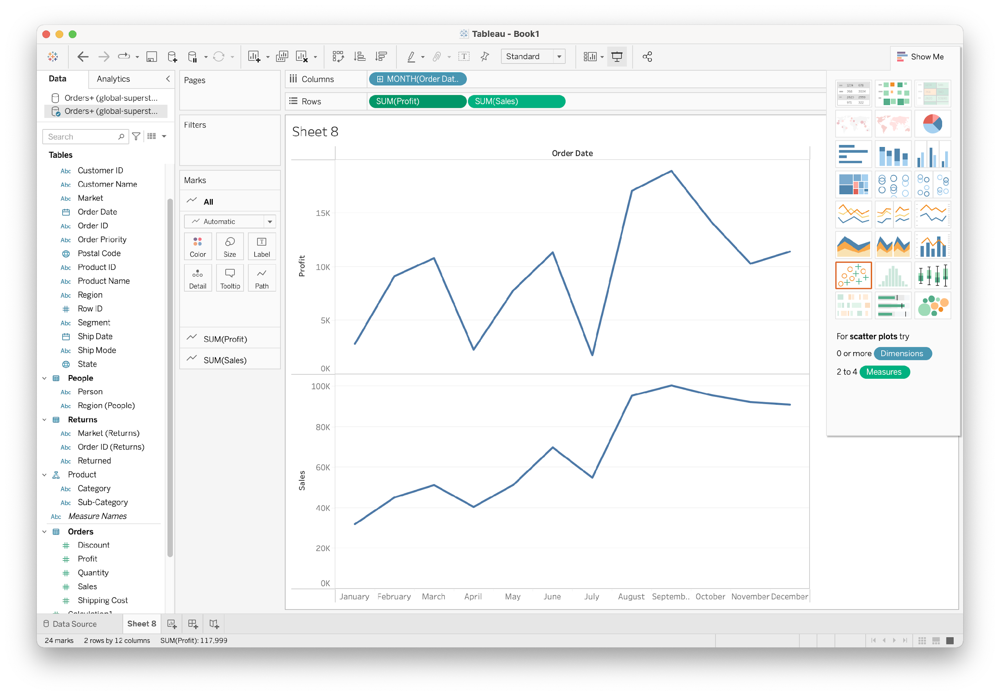 Tableau - Book1
Standard
Show Me
Data
Analytics
Pages
Columns
MONTH(Order Dat..
Rows
SUM(Profit)
SUM(Sales)
Orders+ (global-superst...
Orders+ (global-superst...
Search
Tables
Abc Customer ID
Abc Customer Name
Abc Market
Order Date
Abc Order ID
Abc Order Priority
Postal Code
Abc Product ID
Abc Product Name
Abc Region
Row ID
Abc Segment
Ship Date
Abc Ship Mode
State
People
Abc Person
Abc Region (People)
Returns
Abc Market (Returns)
Abc Order ID (Returns)
Abc Returned
Product
Abc Category
Abc Sub-Category
Abc Measure Names
Orders
Discount
Profit
Quantity
Sales
Shipping Cost
Calculation1
Filters
Marks
All
Automatic
Color
Size
Label
Detail
Tooltip
Path
SUM(Profit)
SUM(Sales)
Sheet 8
Order Date
Profit
15K
10K
5K
0K
Sales
100K
80K
60K
40K
20K
0K
January February March April May June July August Septemb.. October November December
For scatter plots try
0 or more Dimensions
2 to 4 Measures
Data Source
Sheet 8
24 marks
2 rows by 12 columns
SUM(Profit): 117,999